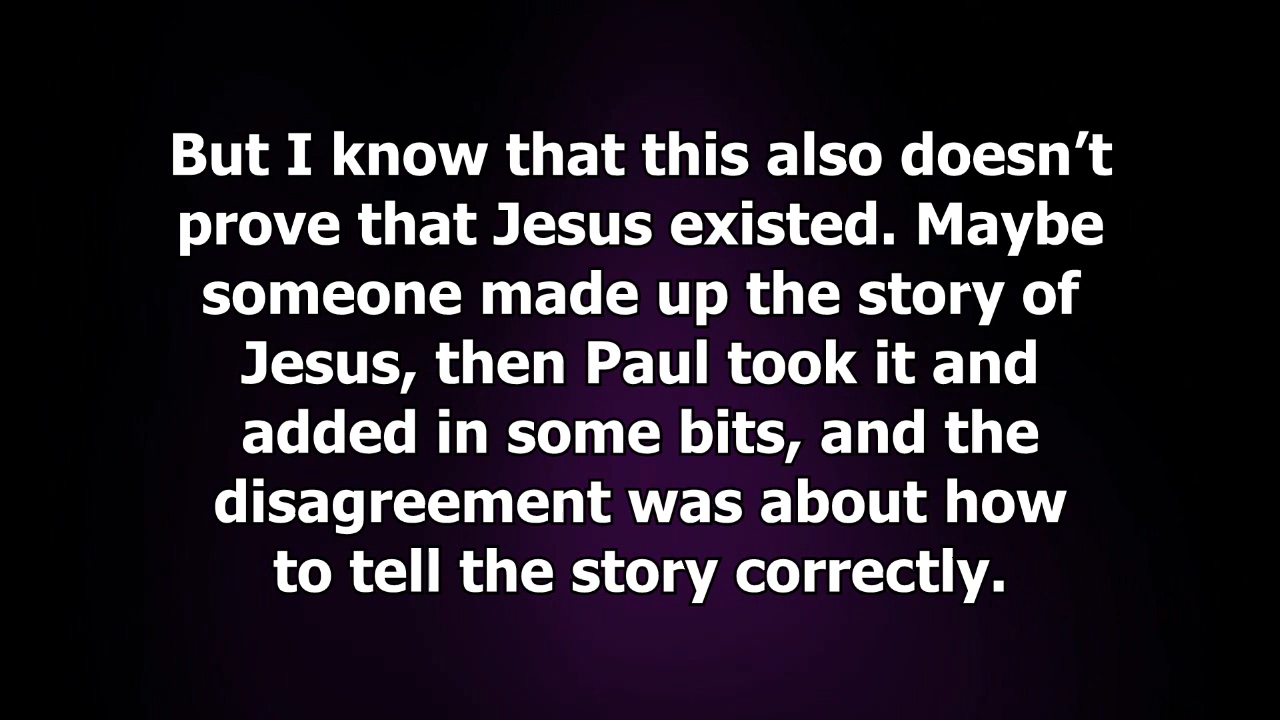 But I know that this also doesn’t
prove that Jesus existed. Maybe
someone made up the story of
Jesus, then Paul took it and
added in some bits, and the
disagreement was about how
to tell the story correctly.